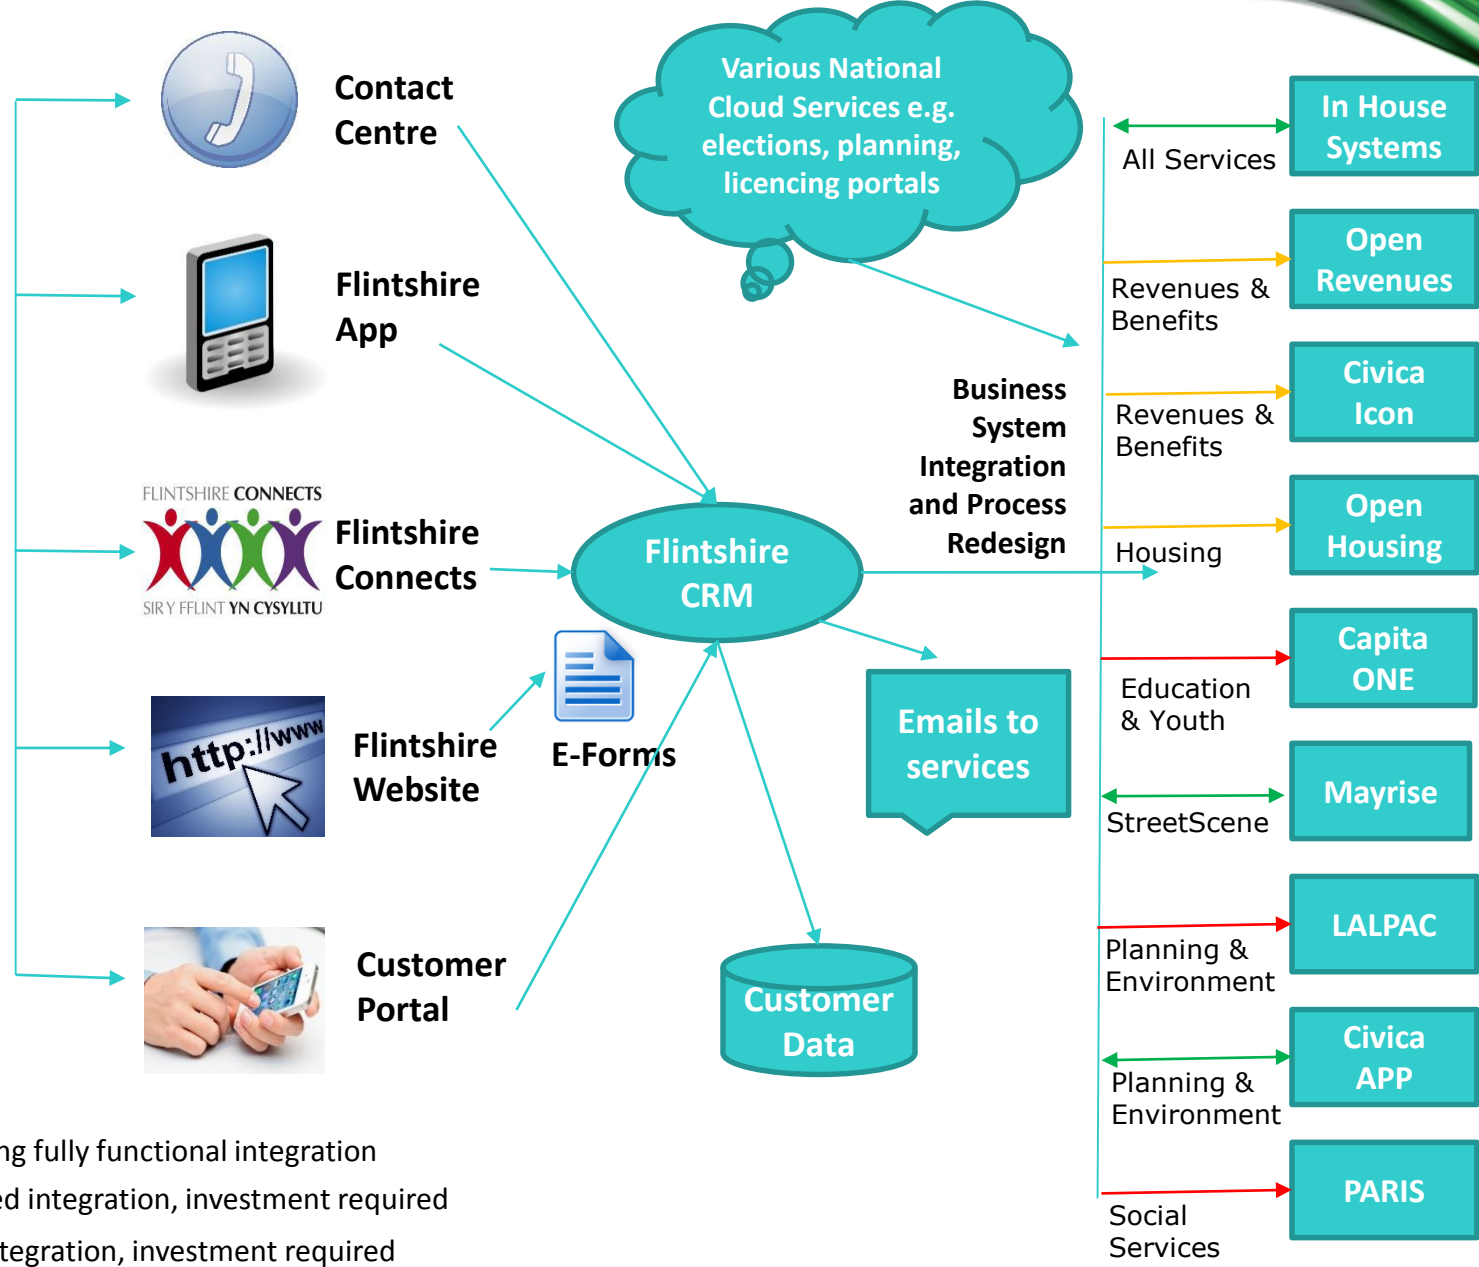 Contact
Centre
Various National
Cloud Services e.g.
elections, planning,
licencing portals
In House
Systems
All Services
Flintshire
App
Open
Revenues
Revenues &
Benefits
Business
System
Integration
and Process
Redesign
Civica
Icon
Revenues &
Benefits
FLINTSHIRE CONNECTS
SIR Y FFLINT YN CYSYLLTU
Flintshire
Connects
Flintshire
CRM
Open
Housing
Housing
Capita
ONE
Education
& Youth
http://www
Flintshire
Website
E-Forms
Emails to
services
Mayrise
StreetScene
Customer
Portal
Customer
Data
LALPAC
Planning &
Environment
Civica
APP
Planning &
Environment
PARIS
Social
Services
ng fully functional integration
ed integration, investment required
tegration, investment required